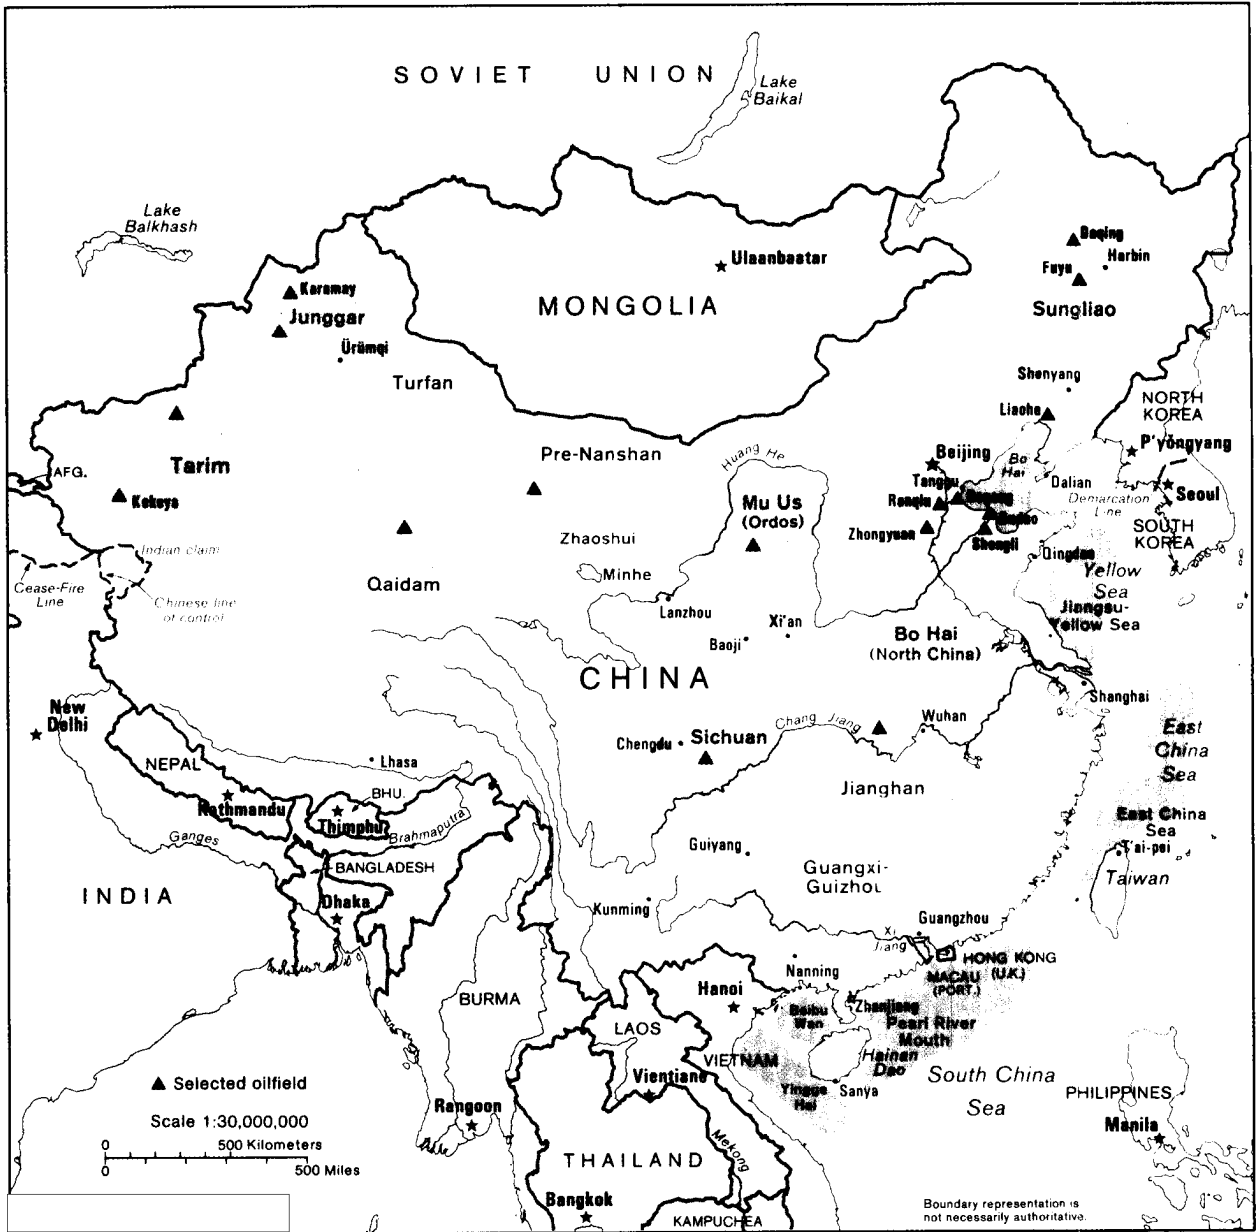 SOVIET UNION
Lake
Baikal
Lake
Balkhash
Ulaanbaatar
MONGOLIA
Daqing
Harbin
Fuyu
Sungliao
Karamay
Junggar
Ürümqi
Turfan
Shenyang
Liaohe
NORTH
KOREA
P'yŏngyang
Seoul
SOUTH
KOREA
Demarcation
Line
Beijing
Bo
Hai
Dalian
Tanggu
Renqiu
Dagang
Gudao
Shengli
Zhongyuan
Qingdao
Yellow
Sea
Jiangsu-
Yellow Sea
AFG.
Tarim
Kekeya
Pre-Nanshan
Huang He
Mu Us
(Ordos)
Zhaoshui
Minhe
Qaidam
Lanzhou
Xi'an
Baoji
Bo Hai
(North China)
Indian claim
Cease-Fire
Line
Chinese line
of control
CHINA
Shanghai
New
Delhi
Chang Jiang
Wuhan
Chengdu
Sichuan
East
China
Sea
NEPAL
Lhasa
Kathmandu
BHU.
Thimphu
Brahmaputra
Ganges
Jianghan
East China
Sea
T'ai-pei
Taiwan
Guiyang
Guangxi-
Guizhou
BANGLADESH
INDIA
Dhaka
Kunming
Guangzhou
Xi
Jiang
HONG KONG
(U.K.)
MACAU
(PORT.)
Nanning
Hanoi
Beibu
Wan
Zhanjiang
Pearl River
Mouth
BURMA
LAOS
VIETNAM
Hainan
Dao
Yingge
Hai
Sanya
South China
Sea
PHILIPPINES
Manila
Vientiane
Rangoon
Selected oilfield
Scale 1:30,000,000
0 500 Kilometers
0 500 Miles
THAILAND
Mekong
Bangkok
KAMPUCHEA
Boundary representation is
not necessarily authoritative.